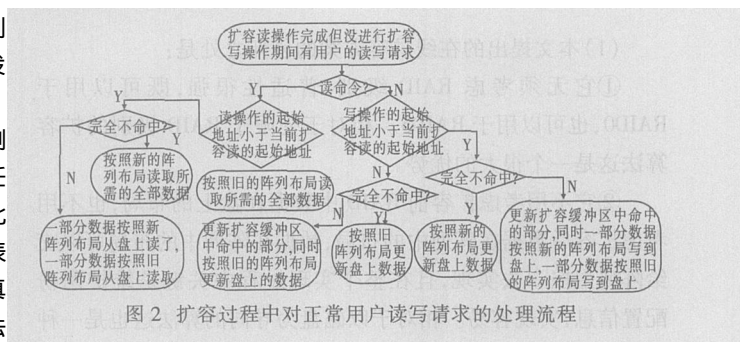 扩容读操作完成但没进行扩容
写操作期间有用户的读写请求
读命令?
Y
N
读操作的起始
地址小于当前扩
容读的起始地址
写操作的起始
地址小于当前扩
容读的起始地址
Y
N
Y
完全不命中?
Y
N
按照新的阵
列布局读取所
需的全部数据
按照旧的阵列布局读
取所需的全部数据
完全不命中?
N
Y
完全不命中?
Y
N
一部分数据按照新
阵列布局从盘上读了,
一部分数据按照旧
阵列布局从盘上读取
更新扩容缓冲区
中命中的部分,同时
按照旧的阵列布局
更新盘上的数据
按照旧
阵列布局更
新盘上数据
按照新的
阵列布局更
新盘上数据
更新扩容缓冲区中命中
的部分,同时一部分数据
按照新的阵列布局写到
盘上,一部分数据按照旧
的阵列布局写到盘上
图 2 扩容过程中对正常用户读写请求的处理流程